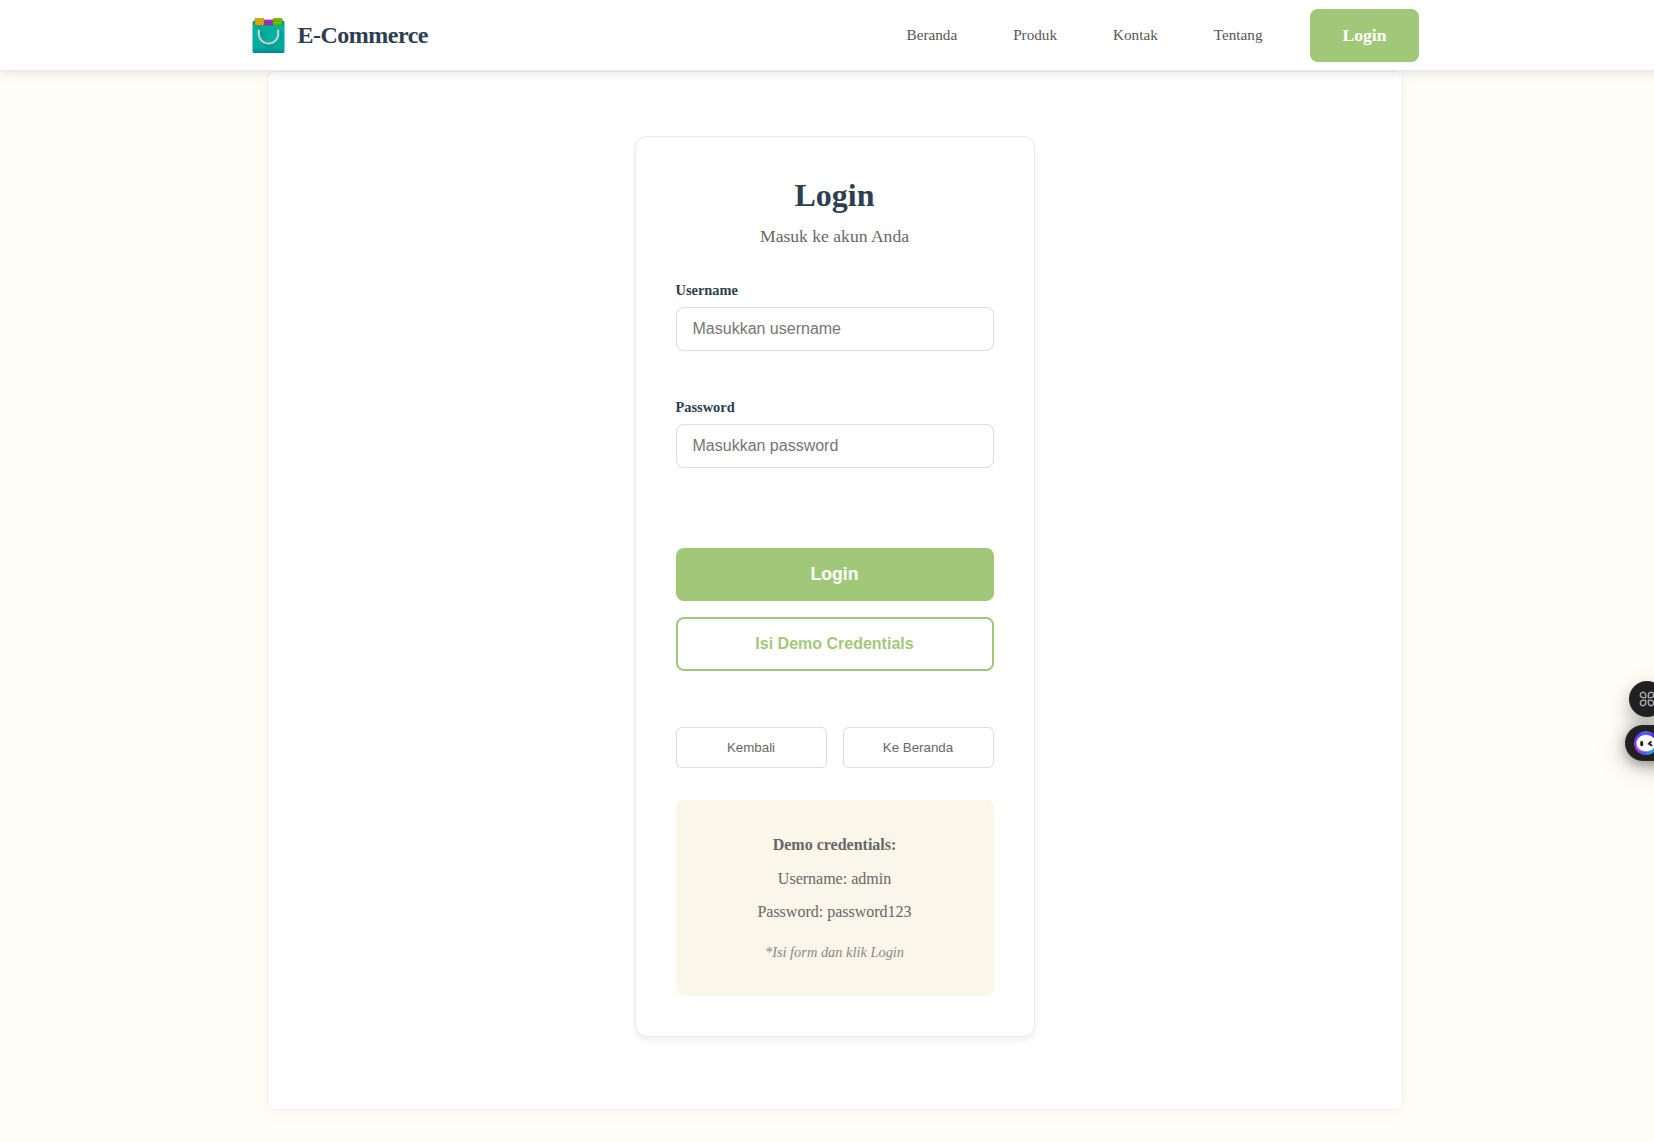 E-Commerce
Beranda
Produk
Kontak
Tentang
Login
Login
Masuk ke akun Anda
Username
Masukkan username
Password
Masukkan password
Login
Isi Demo Credentials
Kembali
Ke Beranda
Demo credentials:
Username: admin
Password: password123
*Isi form dan klik Login